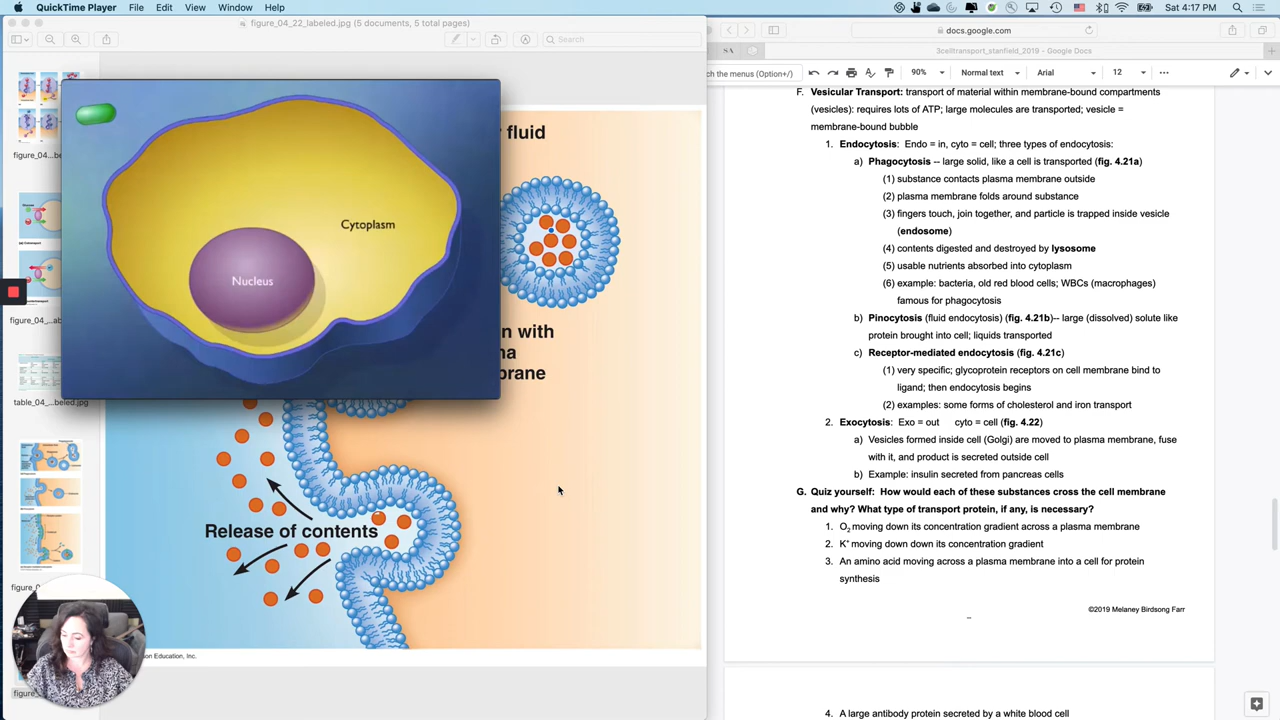 QuickTime Player File Edit View Window Help
Sat 4:17 PM
figure_04_22_labeled.jpg (5 documents, 5 total pages)
Search
figure_04...
figure_04...
table_04_...
beled.jpg
figure_0
figure_
Cytoplasm
Nucleus
fluid
n with
ma
brane
Release of contents
son Education, Inc.
docs.google.com
SA
3celltransport_stanfield_2019 - Google Docs
ch the menus (Option+/)
90%
Normal text
Arial
12
F. Vesicular Transport: transport of material within membrane-bound compartments
(vesicles): requires lots of ATP; large molecules are transported; vesicle =
membrane-bound bubble
1. Endocytosis: Endo = in, cyto = cell; three types of endocytosis:
a) Phagocytosis -- large solid, like a cell is transported (fig. 4.21a)
(1) substance contacts plasma membrane outside
(2) plasma membrane folds around substance
(3) fingers touch, join together, and particle is trapped inside vesicle
(endosome)
(4) contents digested and destroyed by lysosome
(5) usable nutrients absorbed into cytoplasm
(6) example: bacteria, old red blood cells; WBCs (macrophages)
famous for phagocytosis
b) Pinocytosis (fluid endocytosis) (fig. 4.21b)-- large (dissolved) solute like
protein brought into cell; liquids transported
c) Receptor-mediated endocytosis (fig. 4.21c)
(1) very specific; glycoprotein receptors on cell membrane bind to
ligand; then endocytosis begins
(2) examples: some forms of cholesterol and iron transport
2. Exocytosis: Exo = out cyto = cell (fig. 4.22)
a) Vesicles formed inside cell (Golgi) are moved to plasma membrane, fuse
with it, and product is secreted outside cell
b) Example: insulin secreted from pancreas cells
G. Quiz yourself: How would each of these substances cross the cell membrane
and why? What type of transport protein, if any, is necessary?
1. O2 moving down its concentration gradient across a plasma membrane
2. K+ moving down down its concentration gradient
3. An amino acid moving across a plasma membrane into a cell for protein
synthesis
©2019 Melaney Birdsong Farr
4. A large antibody protein secreted by a white blood cell